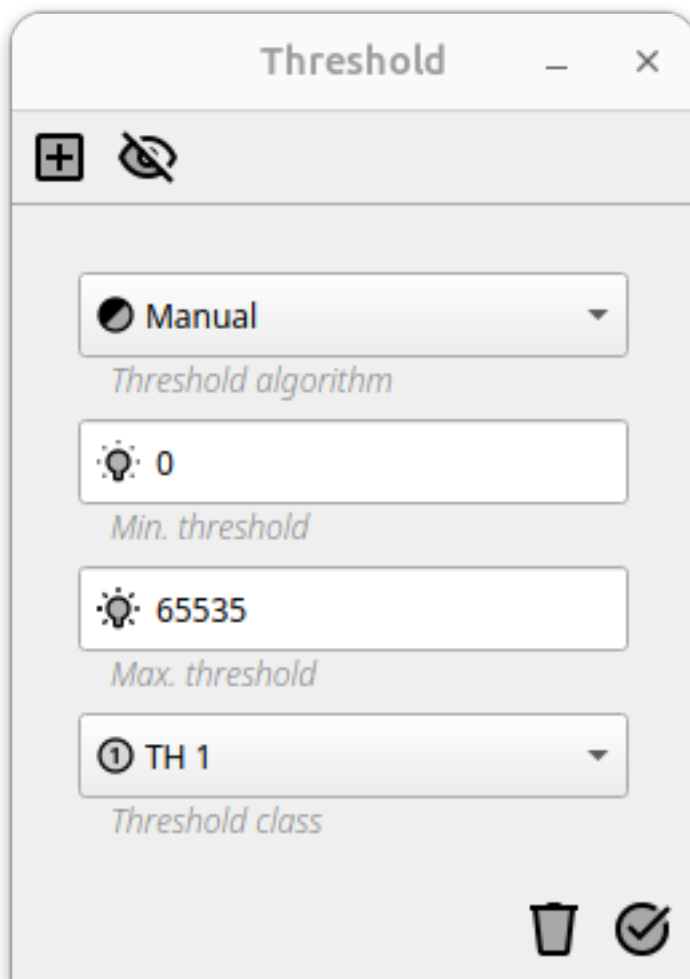 Threshold
Manual
Threshold algorithm
0
Min. threshold
65535
Max. threshold
1 TH 1
Threshold class